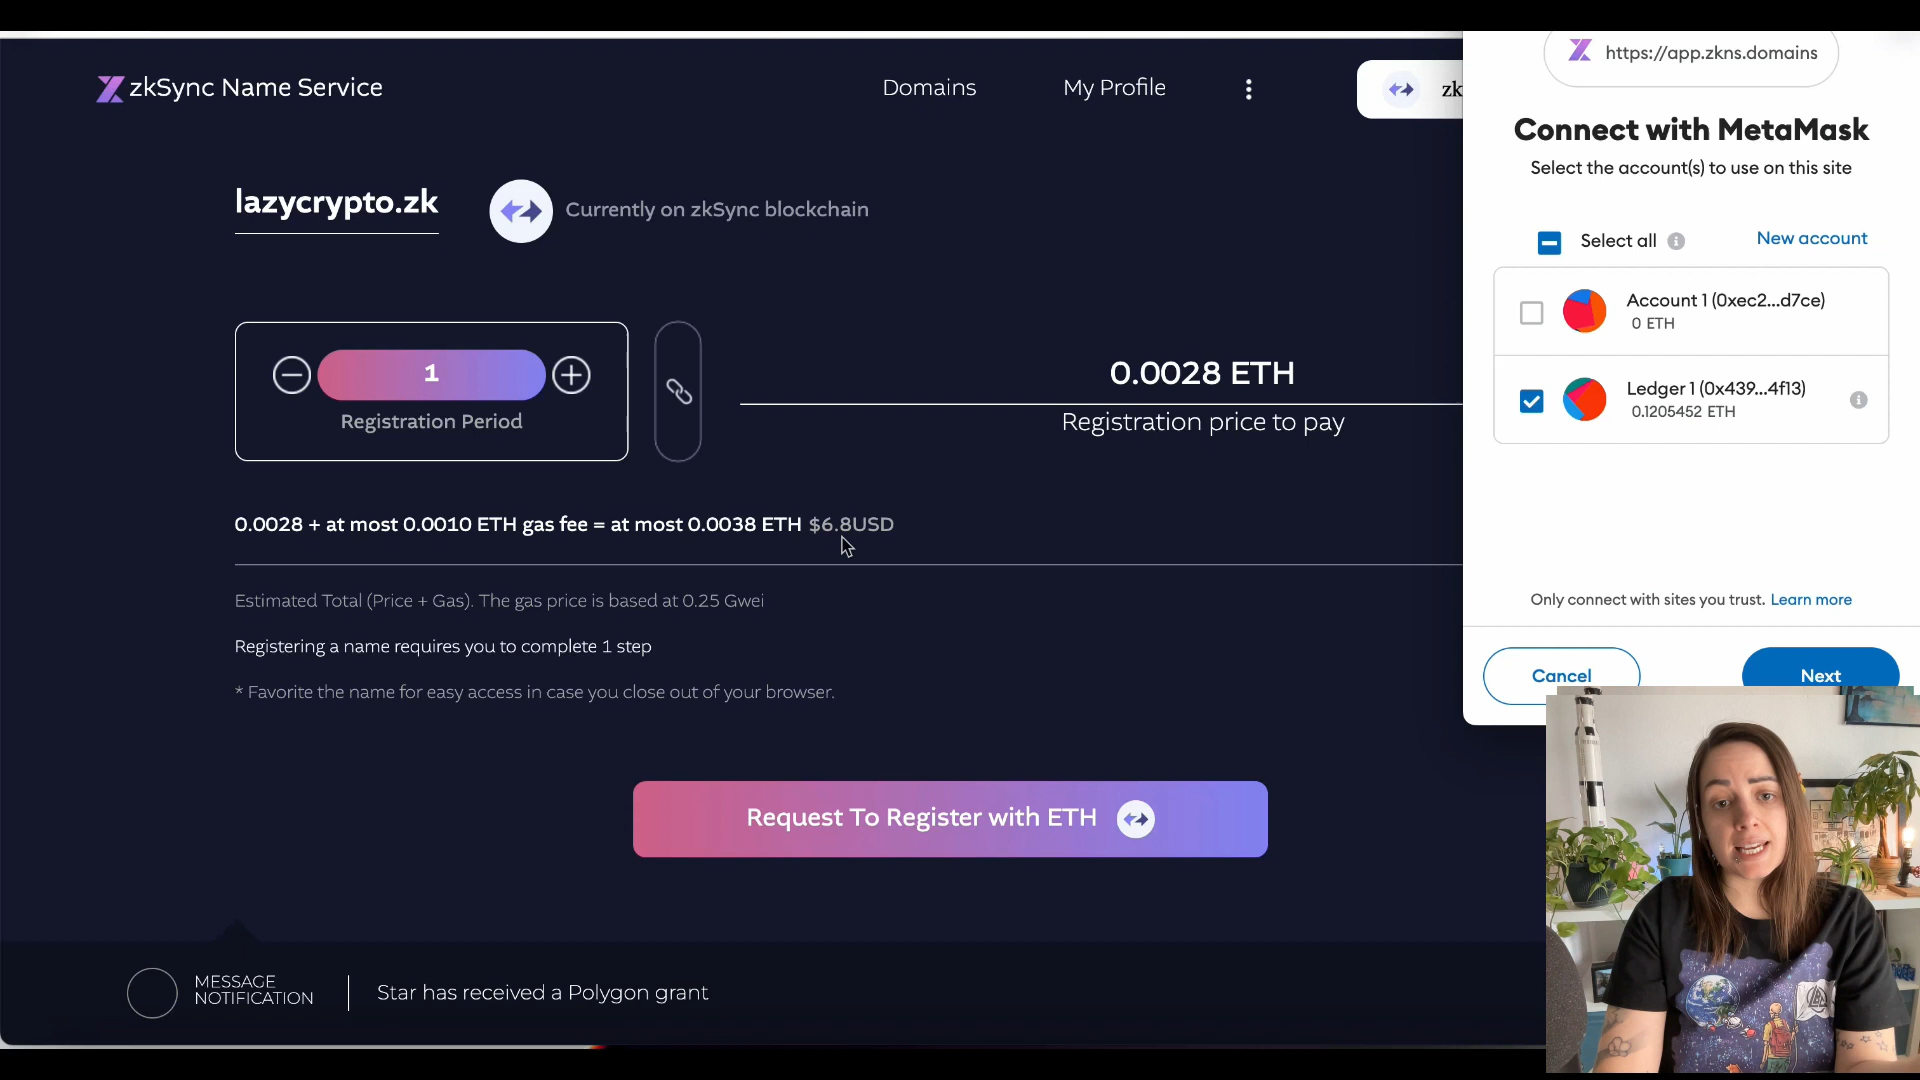 zkSync Name Service
Domains
My Profile
zk
lazycrypto.zk
Currently on zkSync blockchain
1
Registration Period
0.0028 ETH
Registration price to pay
0.0028 + at most 0.0010 ETH gas fee = at most 0.0038 ETH $6.8USD
Estimated Total (Price + Gas). The gas price is based at 0.25 Gwei
Registering a name requires you to complete 1 step
* Favorite the name for easy access in case you close out of your browser.
Request To Register with ETH
MESSAGE
NOTIFICATION
Star has received a Polygon grant
https://app.zkns.domains
Connect with MetaMask
Select the account(s) to use on this site
Select all
New account
Account 1 (0xec2...d7ce)
0 ETH
Ledger 1 (0x439...4f13)
0.1205452 ETH
Only connect with sites you trust. Learn more
Cancel
Next